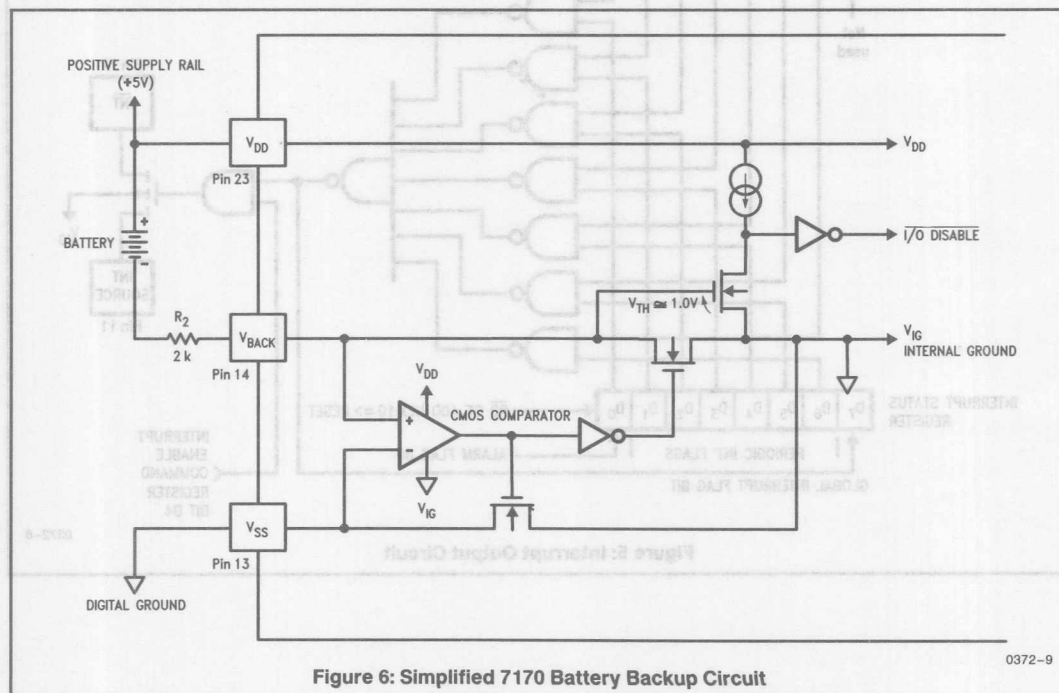 POSITIVE SUPPLY RAIL
(+5V)
V_DD
Pin 23
V_DD
I/O DISABLE
+
BATTERY
-
V_TH ≅ 1.0V
R_2
2 k
V_BACK
Pin 14
V_IG
INTERNAL GROUND
V_DD
CMOS COMPARATOR
+
-
V_IG
V_SS
Pin 13
DIGITAL GROUND
0372-9
Figure 6: Simplified 7170 Battery Backup Circuit